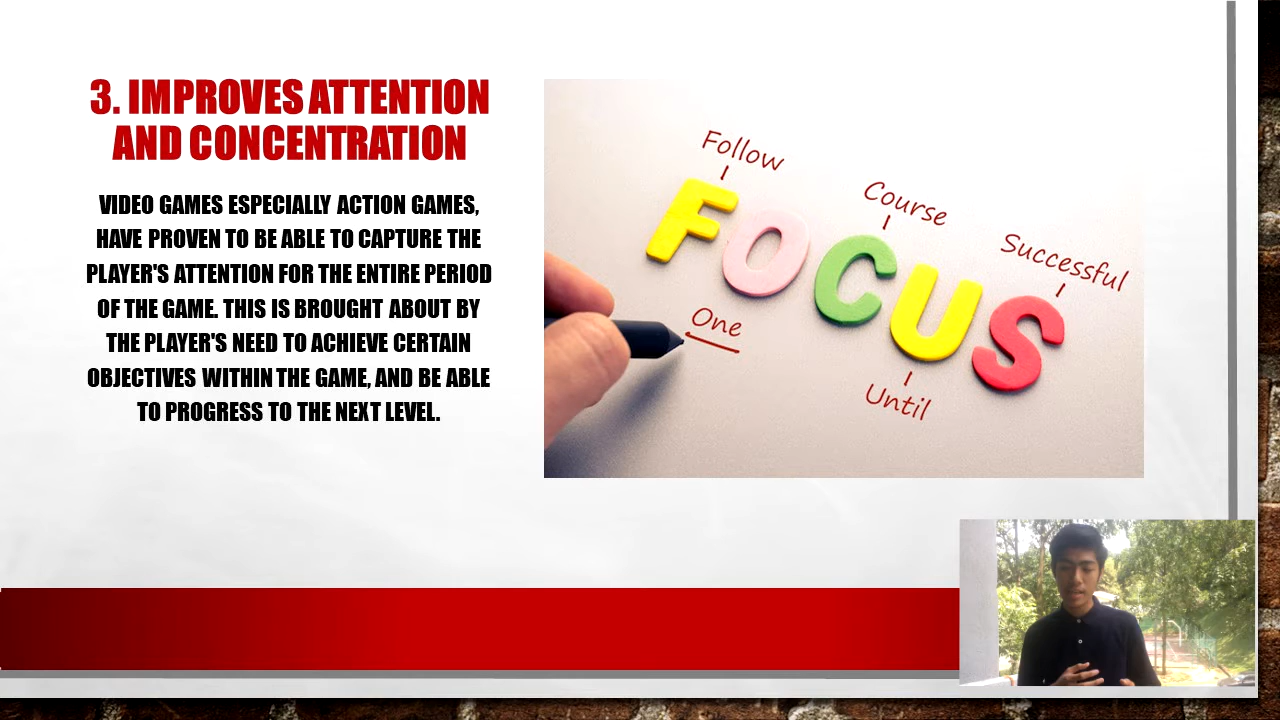 3. IMPROVES ATTENTION
AND CONCENTRATION
VIDEO GAMES ESPECIALLY ACTION GAMES,
HAVE PROVEN TO BE ABLE TO CAPTURE THE
PLAYER'S ATTENTION FOR THE ENTIRE PERIOD
OF THE GAME. THIS IS BROUGHT ABOUT BY
THE PLAYER'S NEED TO ACHIEVE CERTAIN
OBJECTIVES WITHIN THE GAME, AND BE ABLE
TO PROGRESS TO THE NEXT LEVEL.
Follow
Course
Successful
FOCUS
One
Until